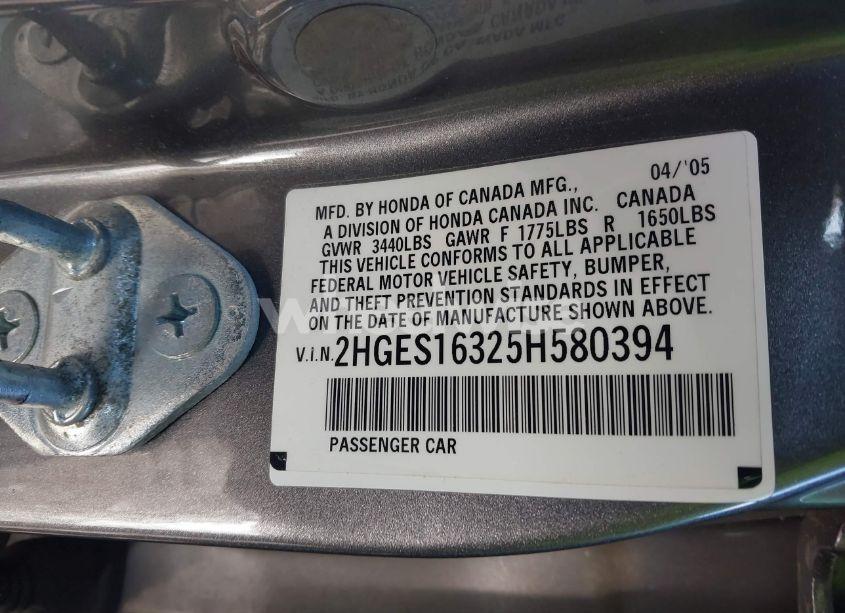 04/'05
MFD. BY HONDA OF CANADA MFG.,
A DIVISION OF HONDA CANADA INC. CANADA
GVWR 3440LBS GAWR F 1775LBS R 1650LBS
THIS VEHICLE CONFORMS TO ALL APPLICABLE
FEDERAL MOTOR VEHICLE SAFETY, BUMPER,
AND THEFT PREVENTION STANDARDS IN EFFECT
ON THE DATE OF MANUFACTURE SHOWN ABOVE.
V.i.N. 2HGES16325H580394
PASSENGER CAR